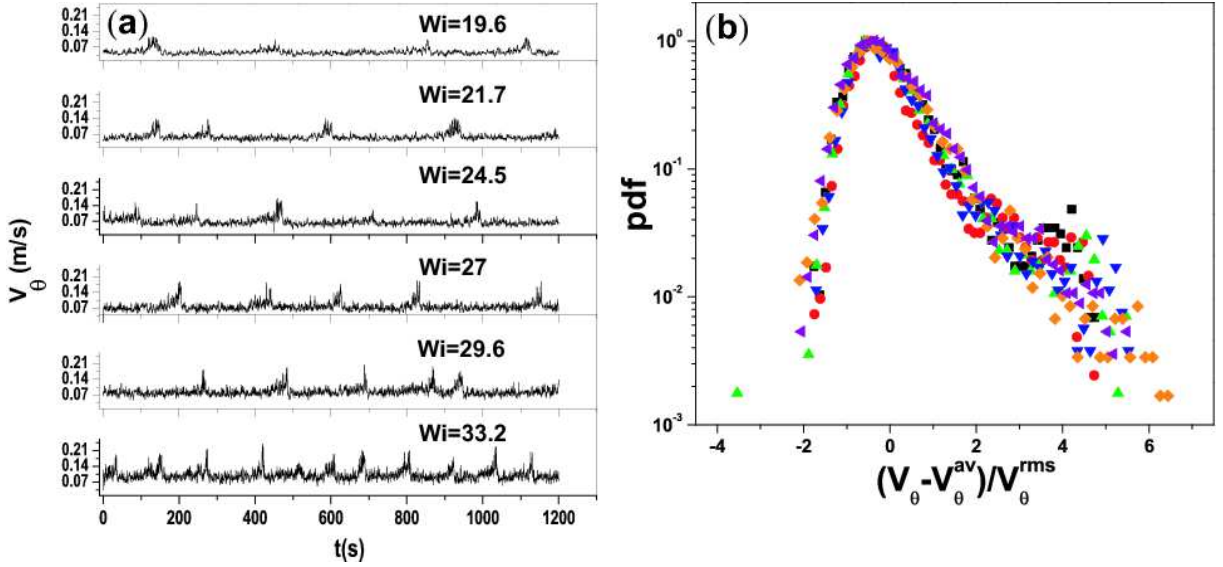 (a)
Wi=19.6
0.21
0.14
0.07
Wi=21.7
0.21
0.14
0.07
Wi=24.5
0.21
0.14
0.07
Wi=27
0.21
0.14
0.07
Wi=29.6
0.21
0.14
0.07
Wi=33.2
0.21
0.14
0.07
V_θ (m/s)
0 200 400 600 800 1000 1200
t(s)
(b)
10^0
10^-1
10^-2
10^-3
pdf
-4 -2 0 2 4 6
(V_θ-V_θ^av)/V_θ^rms